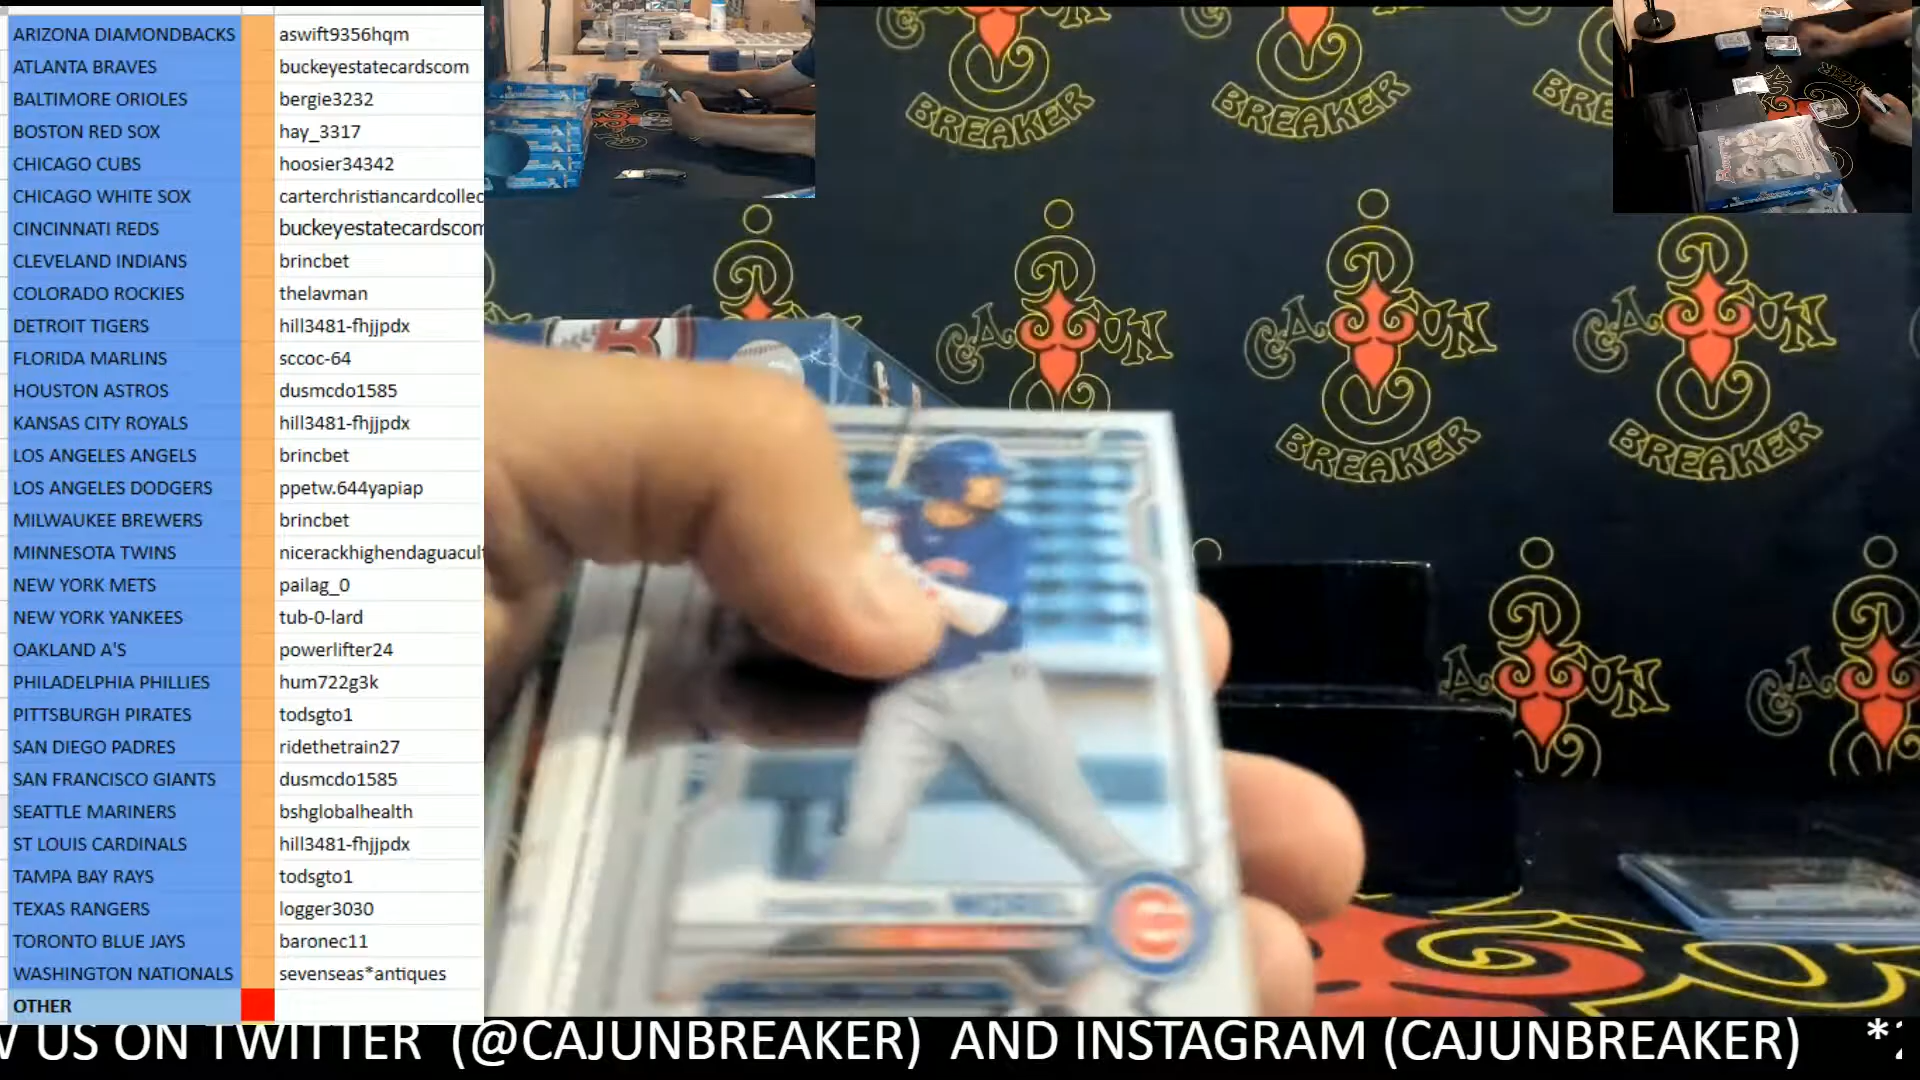 ARIZONA DIAMONDBACKS aswift9356hqm
ATLANTA BRAVES buckeyestatecardscom
BALTIMORE ORIOLES bergie3232
BOSTON RED SOX hay_3317
CHICAGO CUBS hoosier34342
CHICAGO WHITE SOX carterchristiancardcollec
CINCINNATI REDS buckeyestatecardscom
CLEVELAND INDIANS brincbet
COLORADO ROCKIES thelavman
DETROIT TIGERS hill3481-fhjjpdx
FLORIDA MARLINS sccoc-64
HOUSTON ASTROS dusmcdo1585
KANSAS CITY ROYALS hill3481-fhjjpdx
LOS ANGELES ANGELS brincbet
LOS ANGELES DODGERS ppetw.644yapiap
MILWAUKEE BREWERS brincbet
MINNESOTA TWINS nicerackhighendaguacult
NEW YORK METS pailag_0
NEW YORK YANKEES tub-0-lard
OAKLAND A'S powerlifter24
PHILADELPHIA PHILLIES hum722g3k
PITTSBURGH PIRATES todsgto1
SAN DIEGO PADRES ridethetrain27
SAN FRANCISCO GIANTS dusmcdo1585
SEATTLE MARINERS bshglobalhealth
ST LOUIS CARDINALS hill3481-fhjjpdx
TAMPA BAY RAYS todsgto1
TEXAS RANGERS logger3030
TORONTO BLUE JAYS baronec11
WASHINGTON NATIONALS sevenseas*antiques
OTHER
BREAKER
BREAKER
CAJUN
BREAKER
CAJUN
BREAKER
CAJUN
BREAKER
MOREL
US ON TWITTER (@CAJUNBREAKER) AND INSTAGRAM (CAJUNBREAKER)